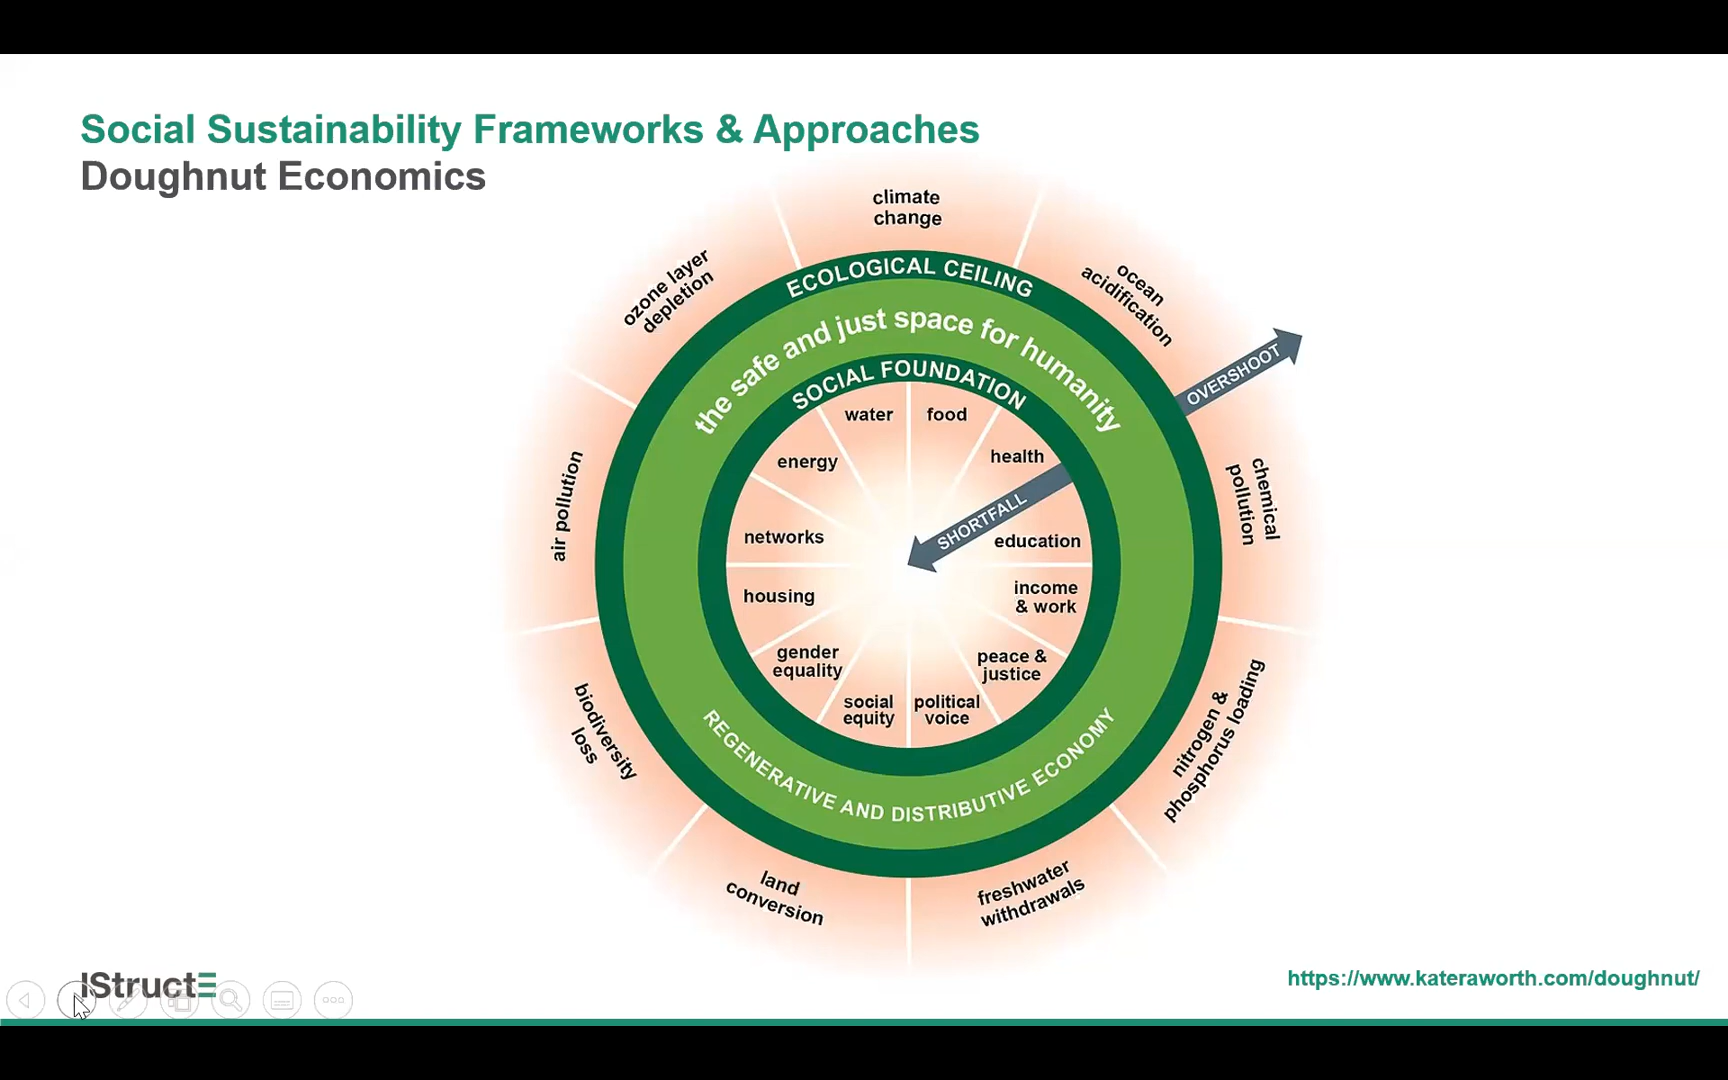 Social Sustainability Frameworks & Approaches
Doughnut Economics
climate
change
ozone layer
depletion
ocean
acidification
ECOLOGICAL CEILING
the safe and just space for humanity
OVERSHOOT
SOCIAL FOUNDATION
water
food
energy
health
SHORTFALL
networks
education
housing
income
& work
gender
equality
peace &
justice
social
equity
political
voice
air pollution
chemical
pollution
biodiversity
loss
nitrogen &
phosphorus loading
REGENERATIVE AND DISTRIBUTIVE ECONOMY
land
conversion
freshwater
withdrawals
IStructE
https://www.kateraworth.com/doughnut/